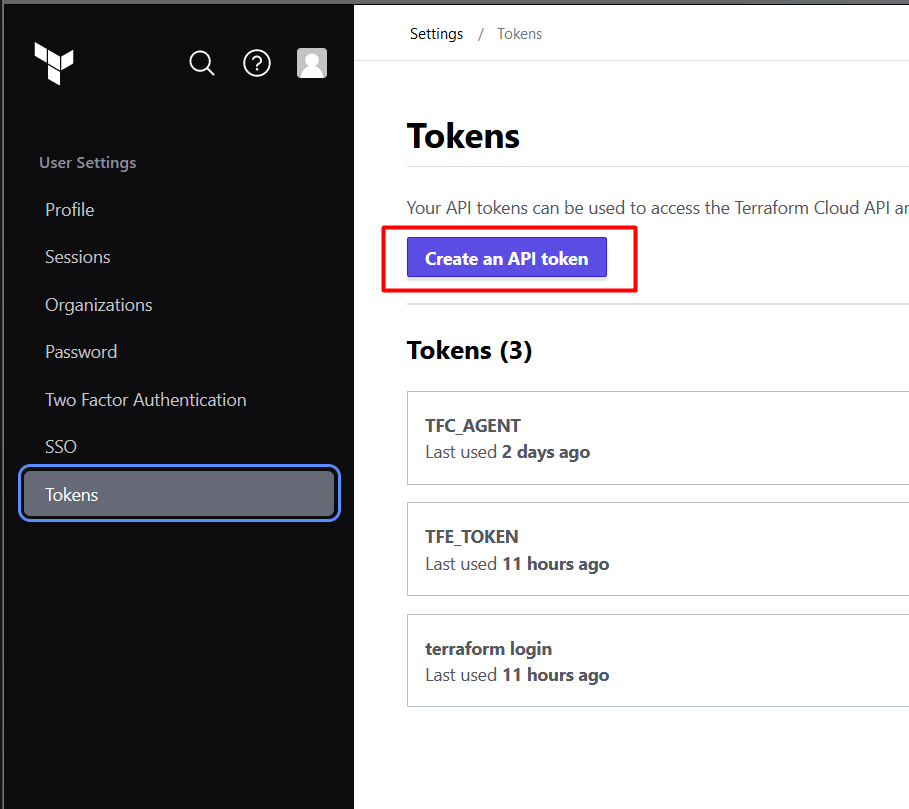 Settings / Tokens
User Settings
Profile
Sessions
Organizations
Password
Two Factor Authentication
SSO
Tokens
Tokens
Your API tokens can be used to access the Terraform Cloud API
Create an API token
Tokens (3)
TFC_AGENT
Last used 2 days ago
TFE_TOKEN
Last used 11 hours ago
terraform login
Last used 11 hours ago